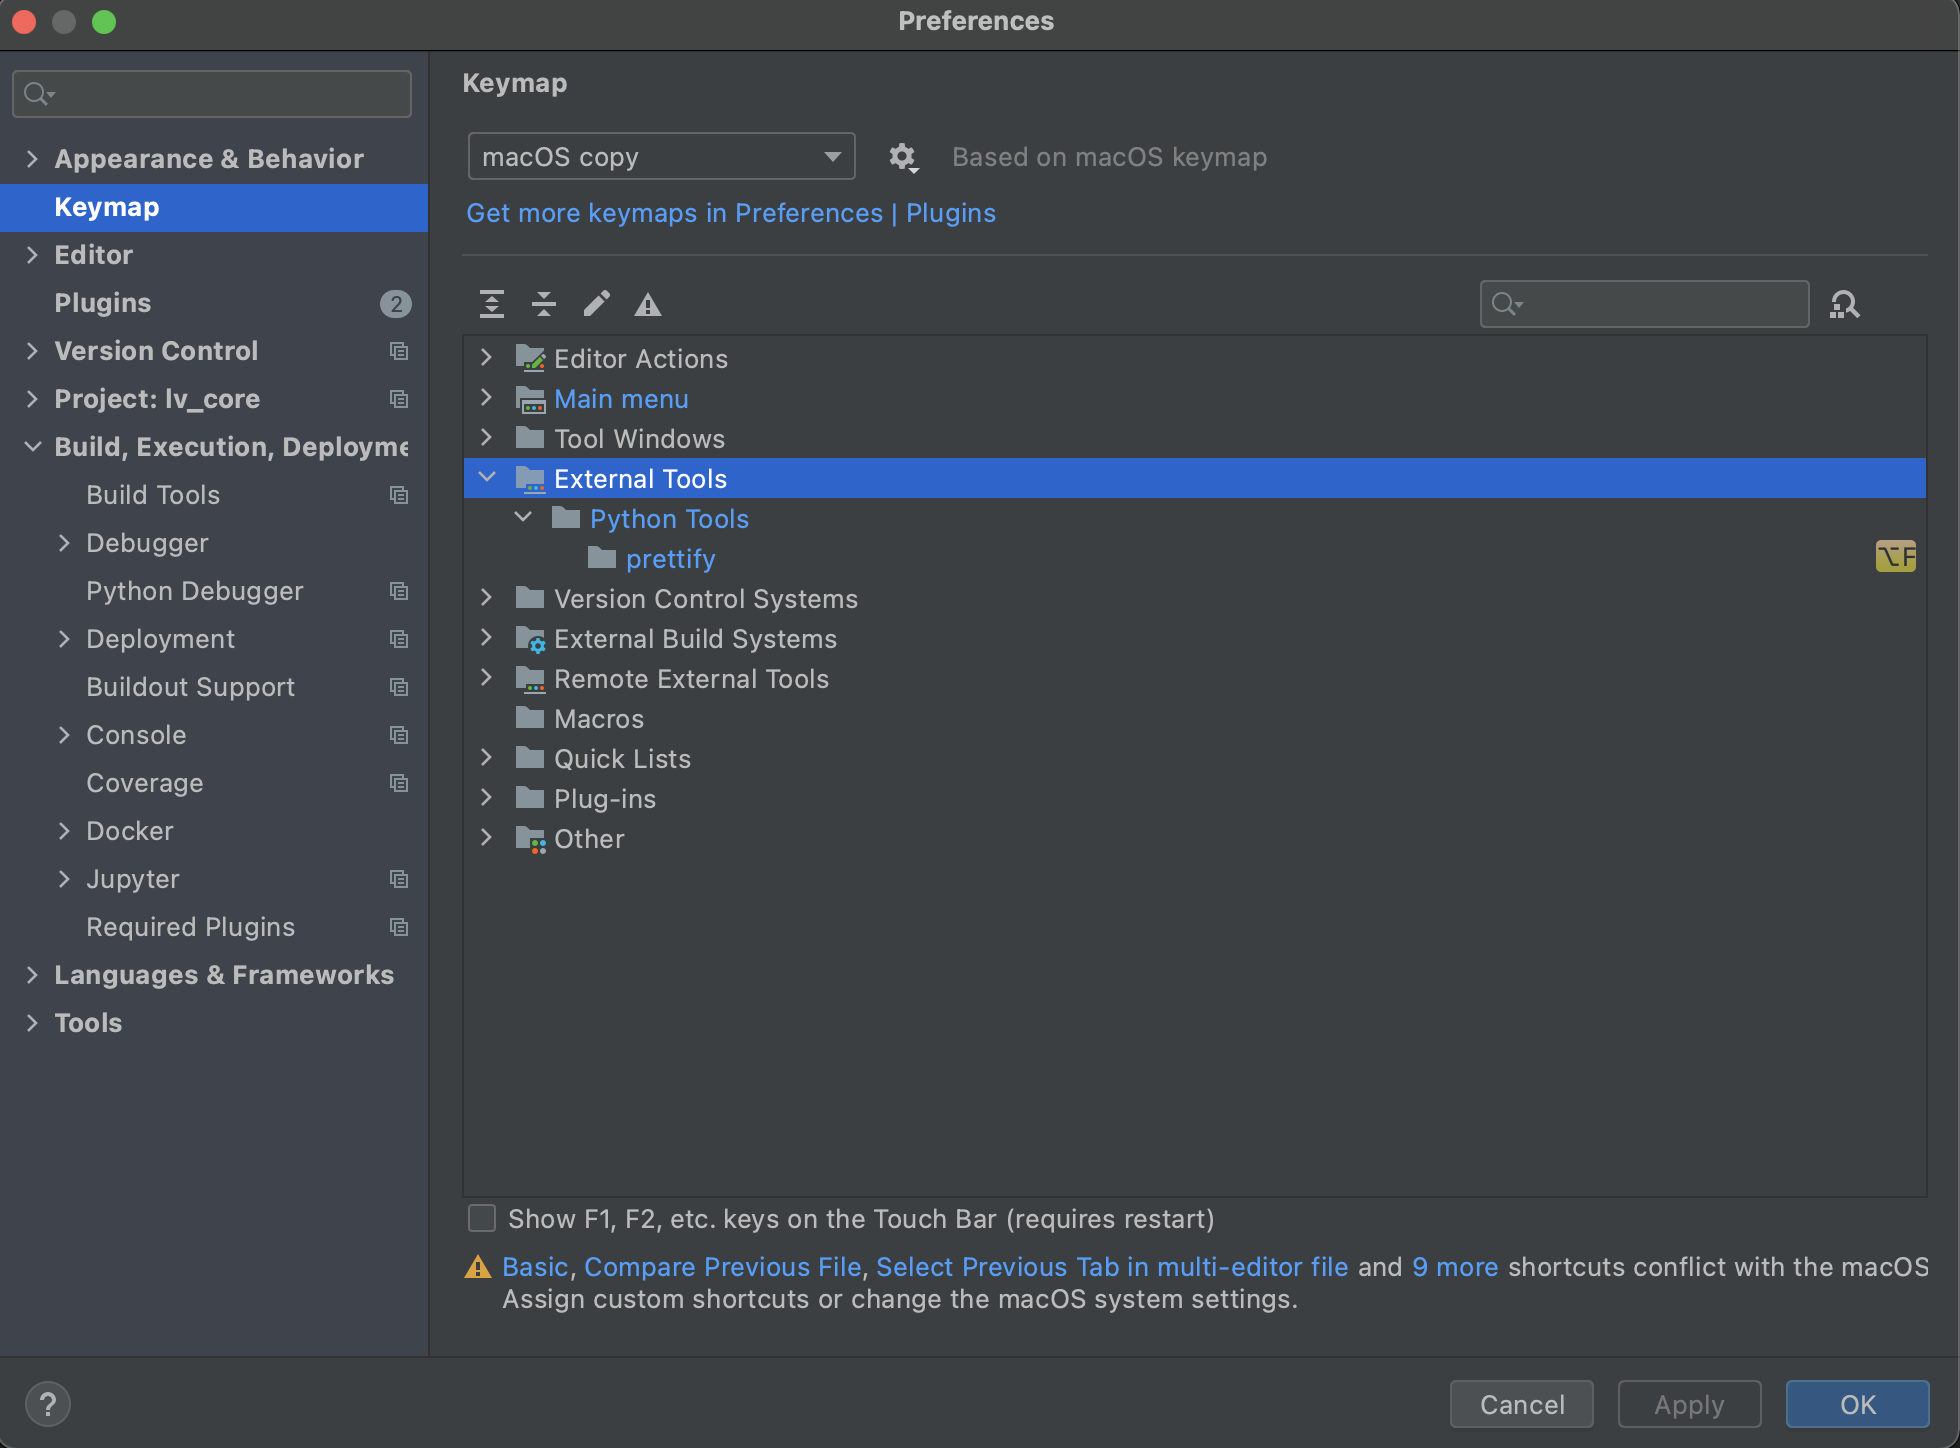 Preferences
Appearance & Behavior
Keymap
Editor
Plugins
2
Version Control
Project: lv_core
Build, Execution, Deployme
Build Tools
Debugger
Python Debugger
Deployment
Buildout Support
Console
Coverage
Docker
Jupyter
Required Plugins
Languages & Frameworks
Tools
Keymap
macOS copy
Based on macOS keymap
Get more keymaps in Preferences | Plugins
Editor Actions
Main menu
Tool Windows
External Tools
Python Tools
prettify
⌥F
Version Control Systems
External Build Systems
Remote External Tools
Macros
Quick Lists
Plug-ins
Other
Show F1, F2, etc. keys on the Touch Bar (requires restart)
Basic, Compare Previous File, Select Previous Tab in multi-editor file and 9 more shortcuts conflict with the macOS
Assign custom shortcuts or change the macOS system settings.
?
Cancel
Apply
OK